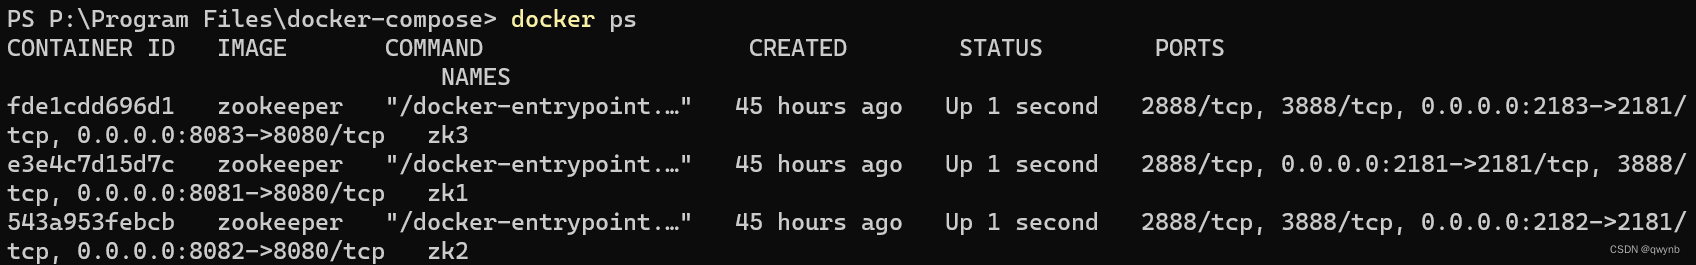 PS P:\Program Files\docker-compose> docker ps
CONTAINER ID   IMAGE       COMMAND                   CREATED        STATUS        PORTS
                               NAMES
fde1cdd696d1   zookeeper   "/docker-entrypoint.…"   45 hours ago   Up 1 second   2888/tcp, 3888/tcp, 0.0.0.0:2183->2181/
tcp, 0.0.0.0:8083->8080/tcp   zk3
e3e4c7d15d7c   zookeeper   "/docker-entrypoint.…"   45 hours ago   Up 1 second   2888/tcp, 0.0.0.0:2181->2181/tcp, 3888/
tcp, 0.0.0.0:8081->8080/tcp   zk1
543a953febcb   zookeeper   "/docker-entrypoint.…"   45 hours ago   Up 1 second   2888/tcp, 3888/tcp, 0.0.0.0:2182->2181/
tcp, 0.0.0.0:8082->8080/tcp   zk2
CSDN @qwynb